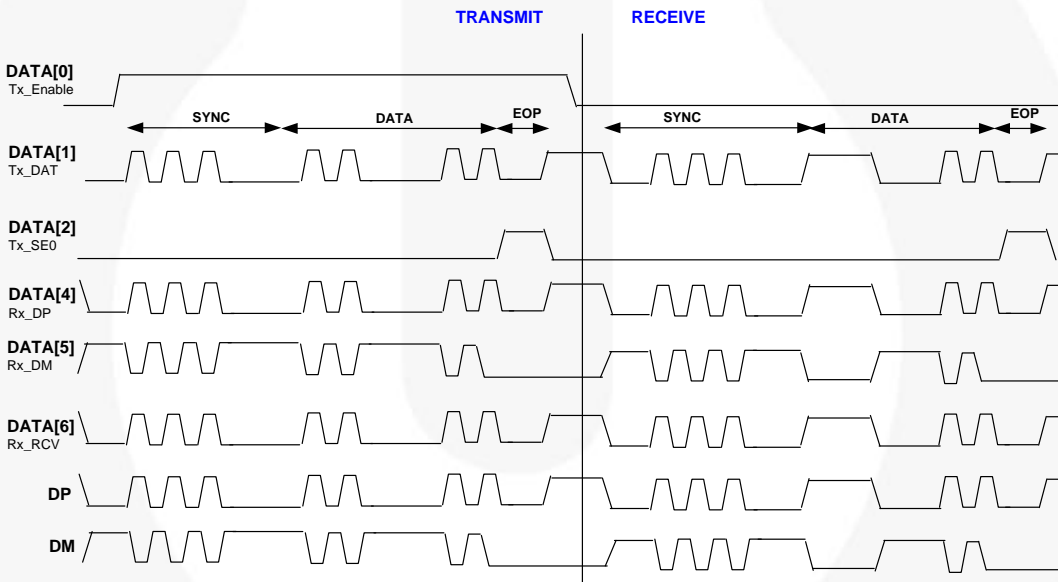 TRANSMIT RECEIVE
DATA[0]
Tx_Enable
SYNC DATA EOP SYNC DATA EOP
DATA[1]
Tx_DAT
DATA[2]
Tx_SE0
DATA[4]
Rx_DP
DATA[5]
Rx_DM
DATA[6]
Rx_RCV
DP
DM